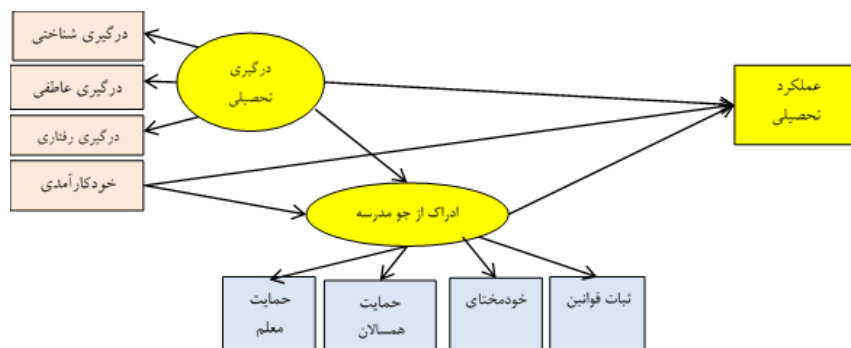 درگیری شناختی
درگیری عاطفی
درگیری رفتاری
خودکارآمدی
درگیری
تحصیلی
عملکرد
تحصیلی
ادراک از جو مدرسه
حمایت
معلم
حمایت
همسالان
خودمختای
ثبات قوانین